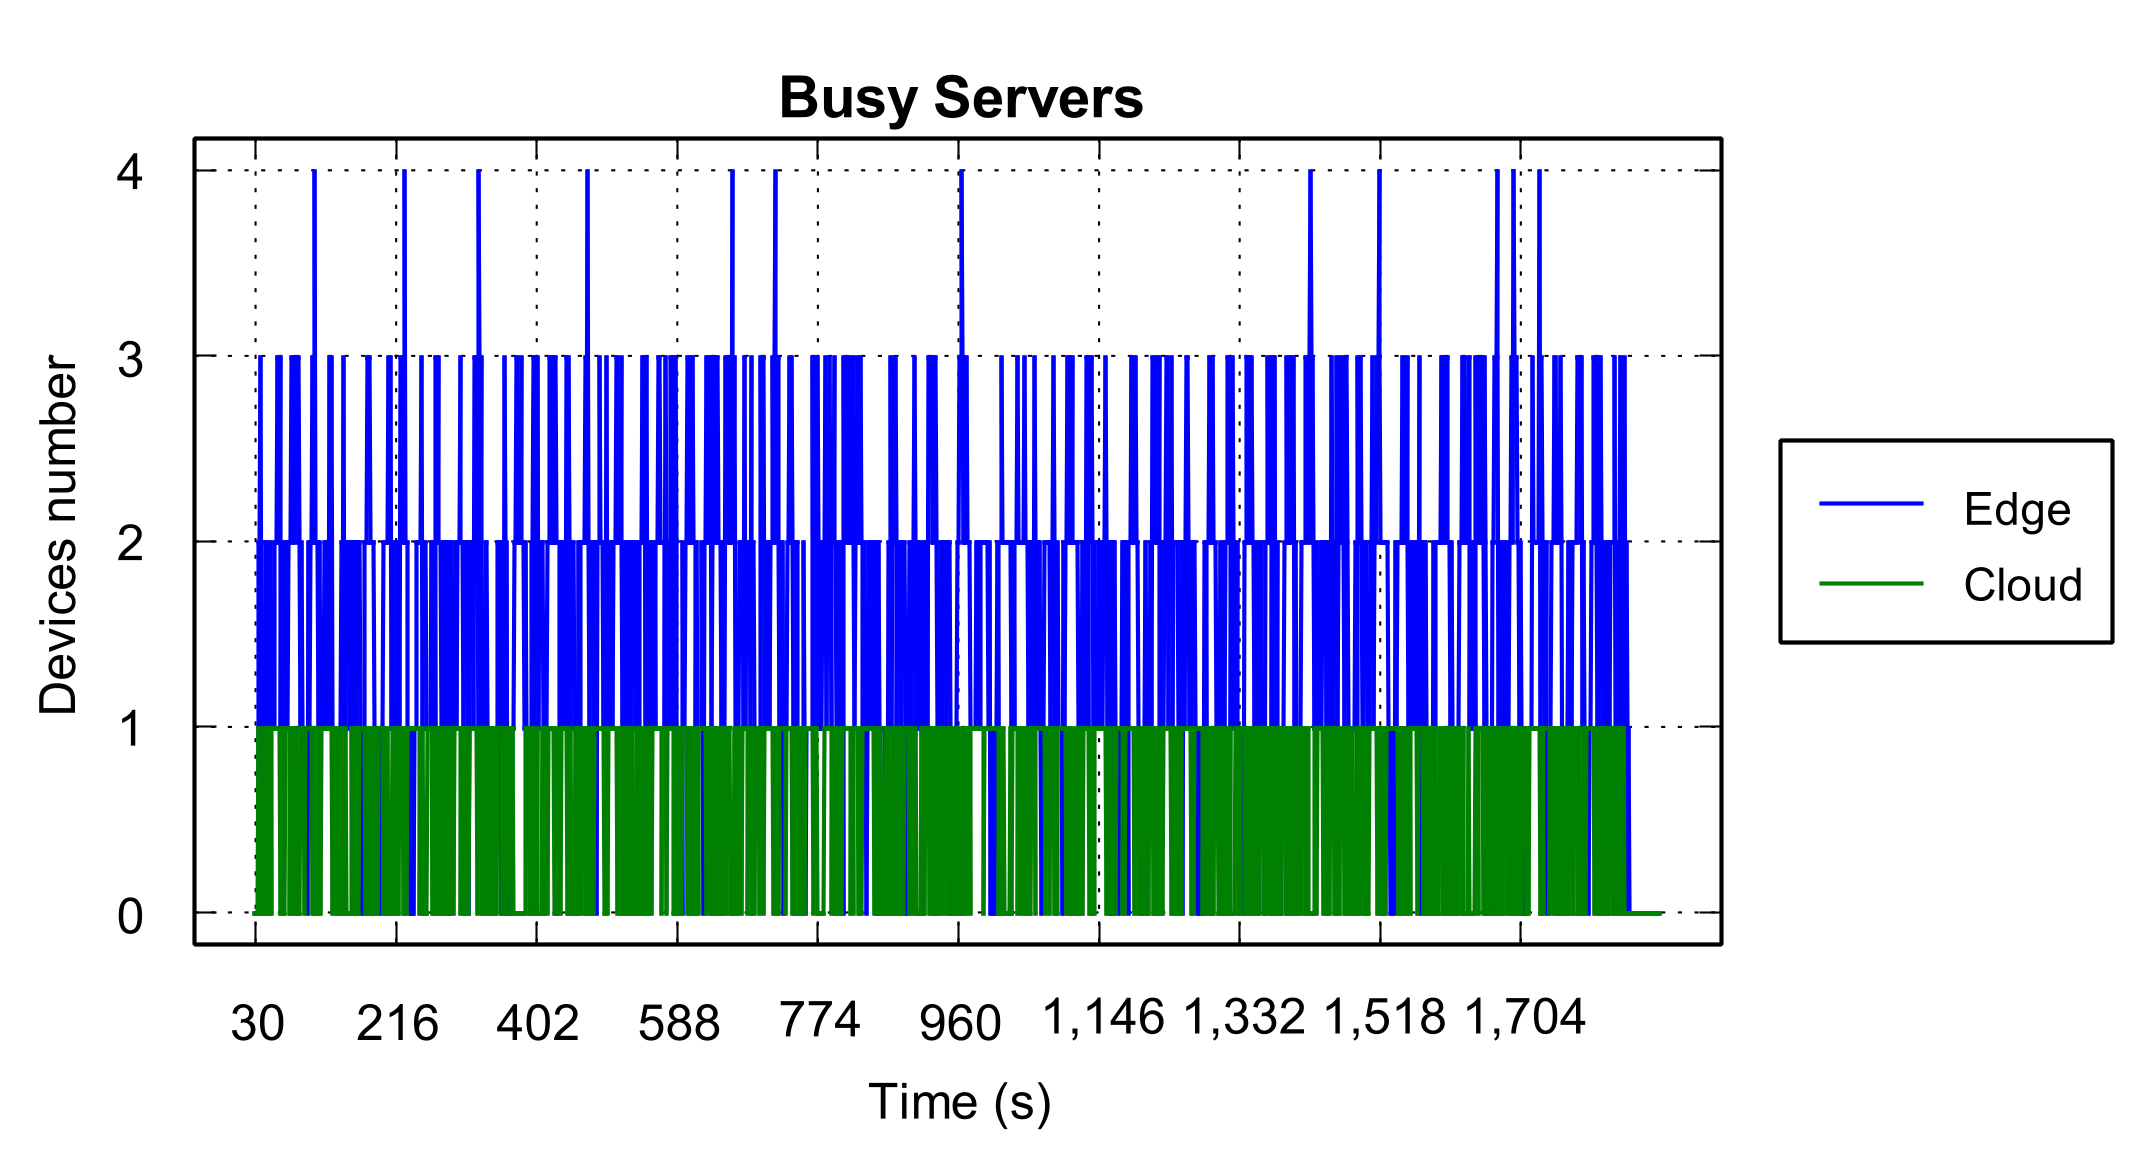 Busy Servers
4
3
2
1
0
Devices number
30 216 402 588 774 960 1,146 1,332 1,518 1,704
Time (s)
Edge
Cloud